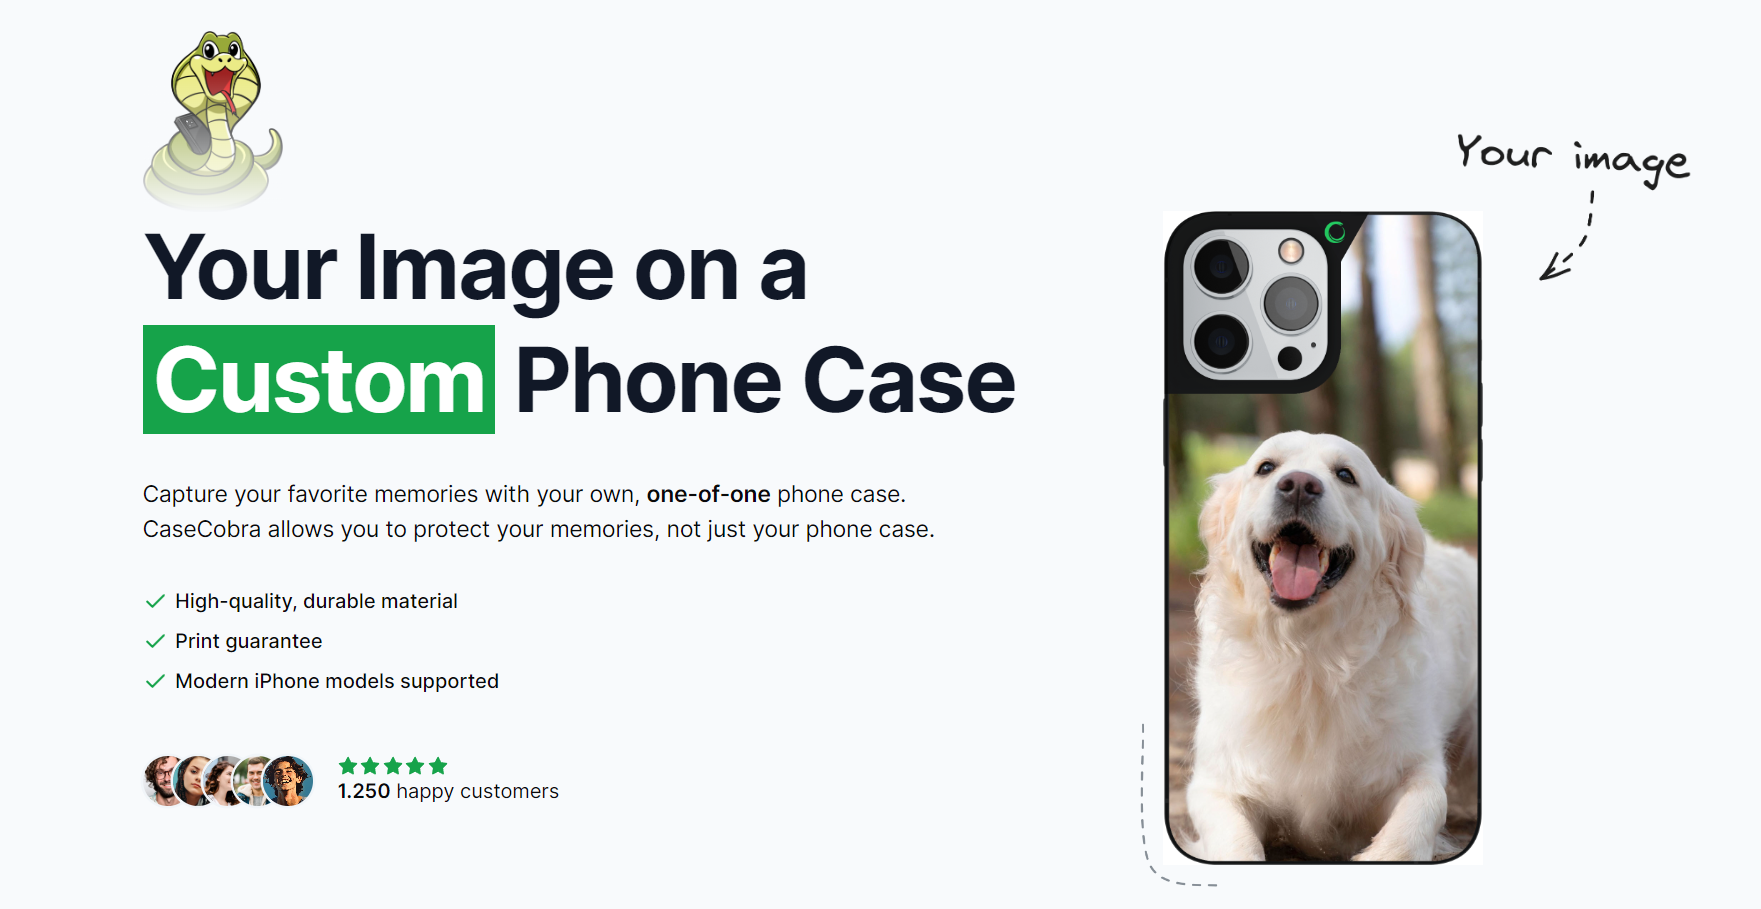 Your Image on a
Custom Phone Case
Capture your favorite memories with your own, one-of-one phone case.
CaseCobra allows you to protect your memories, not just your phone case.
High-quality, durable material
Print guarantee
Modern iPhone models supported
1.250 happy customers
Your image